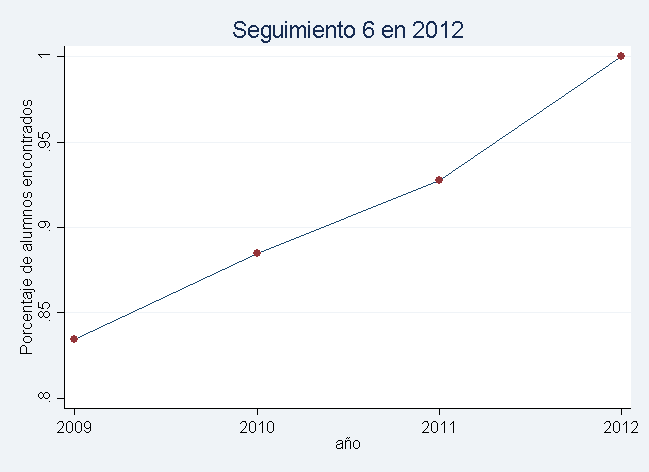 Seguimiento 6 en 2012
Porcentaje de alumnos encontrados
1
.95
.9
.85
.8
2009 2010 2011 2012
año